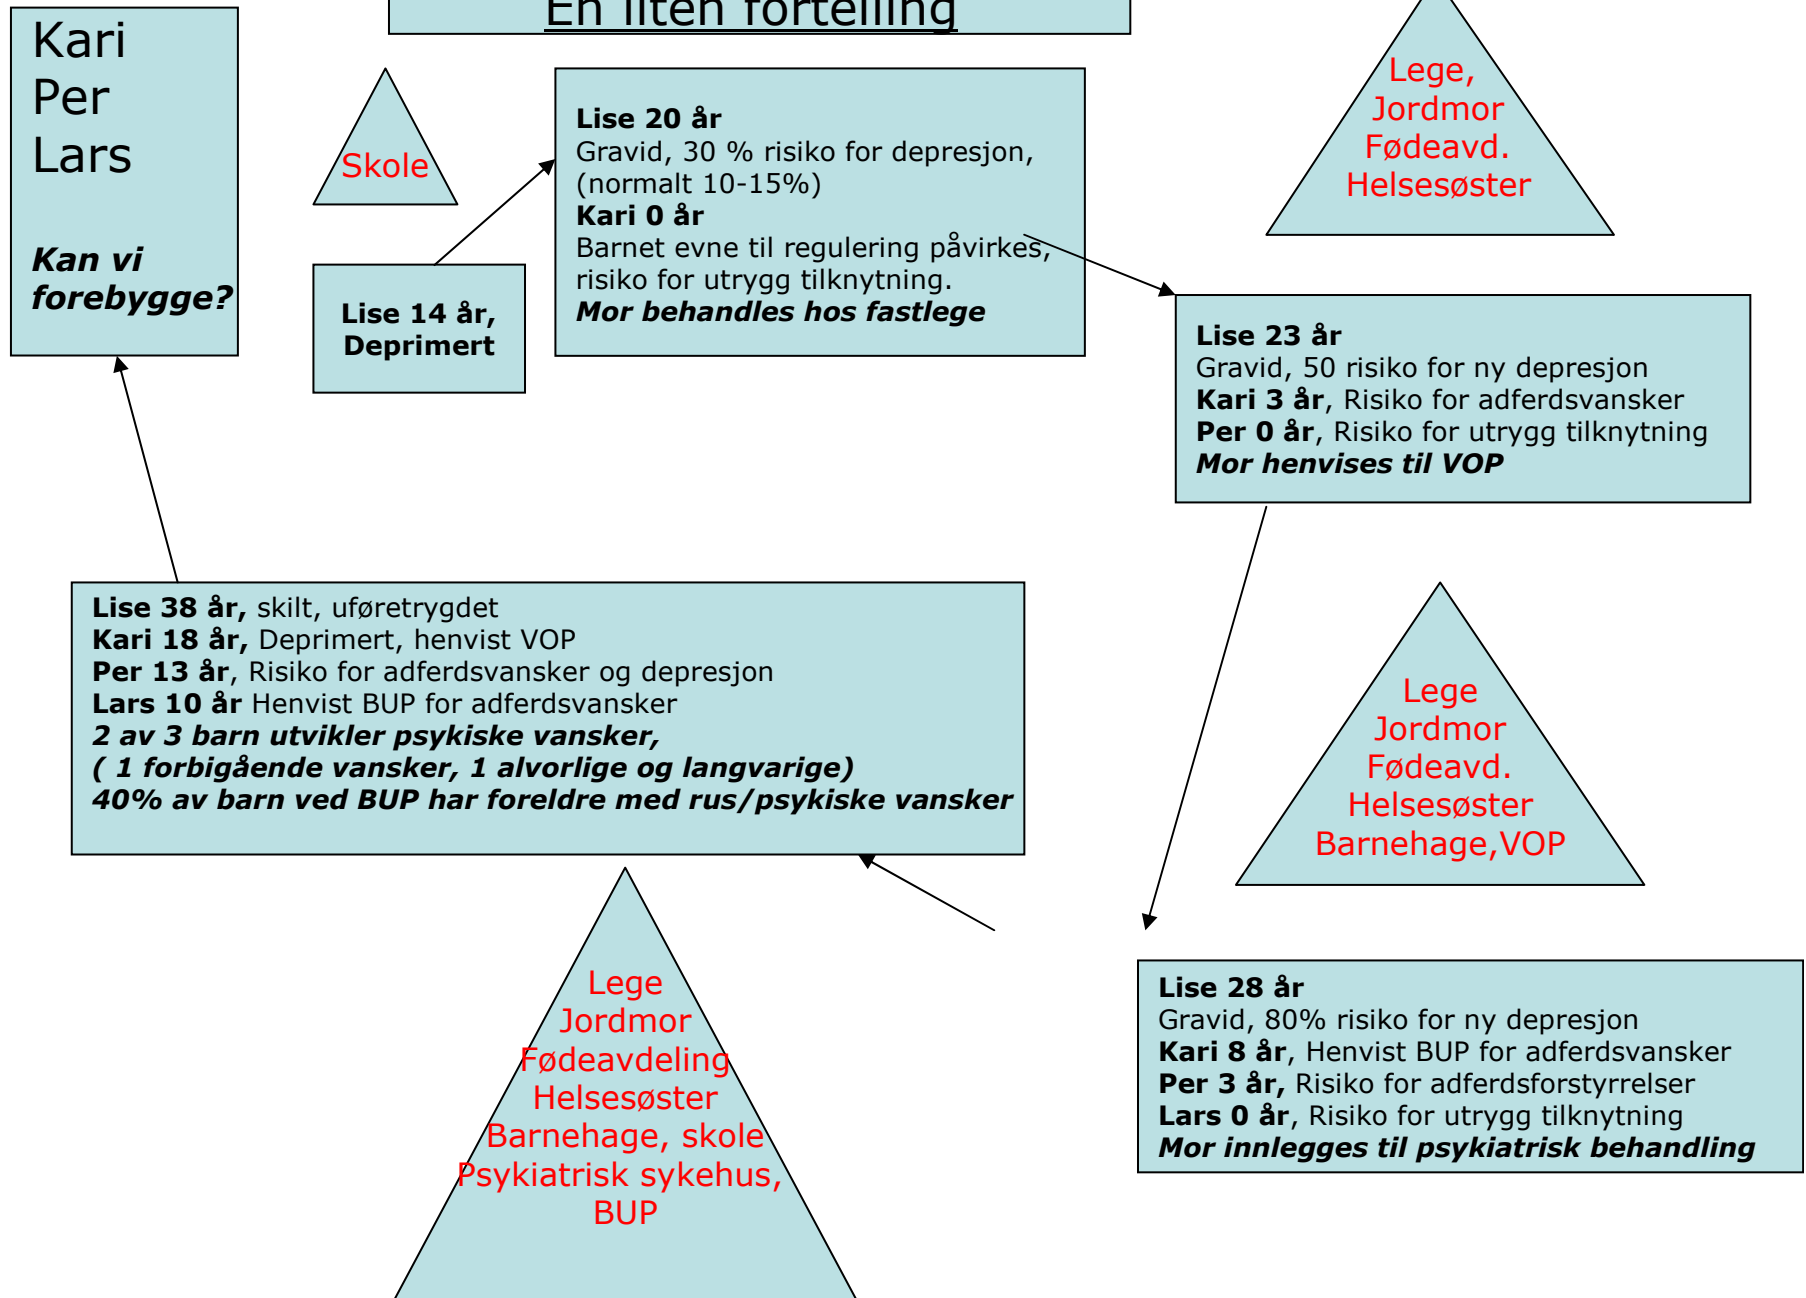 En liten fortelling
Kari
Per
Lars
Kan vi
forebygge?
Skole
Lise 14 år,
Deprimert
Lise 20 år
Gravid, 30 % risiko for depresjon,
(normalt 10-15%)
Kari 0 år
Barnet evne til regulering påvirkes,
risiko for utrygg tilknytning.
Mor behandles hos fastlege
Lege,
Jordmor
Fødeavd.
Helsesøster
Lise 23 år
Gravid, 50 risiko for ny depresjon
Kari 3 år, Risiko for adferdsvansker
Per 0 år, Risiko for utrygg tilknytning
Mor henvises til VOP
Lege
Jordmor
Fødeavd.
Helsesøster
Barnehage,VOP
Lise 28 år
Gravid, 80% risiko for ny depresjon
Kari 8 år, Henvist BUP for adferdsvansker
Per 3 år, Risiko for adferdsforstyrrelser
Lars 0 år, Risiko for utrygg tilknytning
Mor innlegges til psykiatrisk behandling
Lise 38 år, skilt, uføretrygdet
Kari 18 år, Deprimert, henvist VOP
Per 13 år, Risiko for adferdsvansker og depresjon
Lars 10 år Henvist BUP for adferdsvansker
2 av 3 barn utvikler psykiske vansker,
( 1 forbigående vansker, 1 alvorlige og langvarige)
40% av barn ved BUP har foreldre med rus/psykiske vansker
Lege
Jordmor
Fødeavdeling
Helsesøster
Barnehage, skole
Psykiatrisk sykehus,
BUP